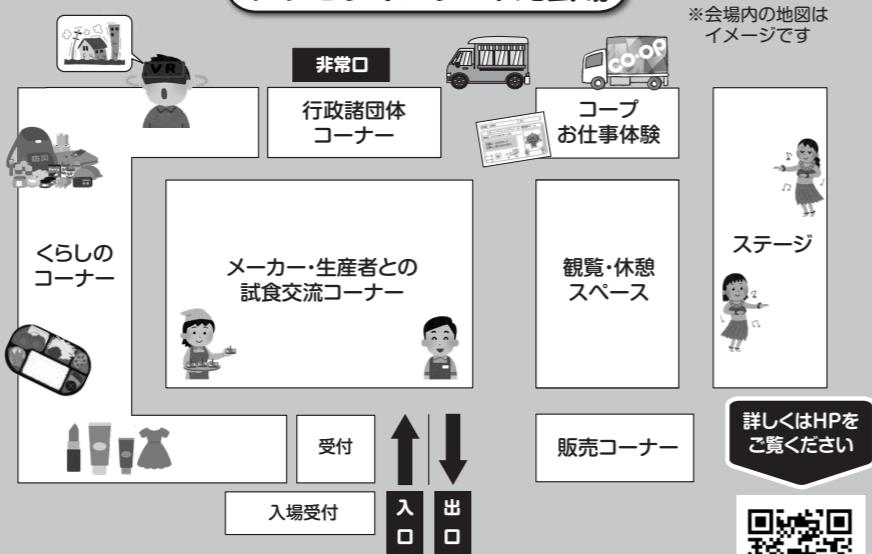 ※会場内の地図は
イメージです
VR
非常口
CO·OP
行政諸団体
コーナー
コープ
お仕事体験
防災
くらしの
コーナー
メーカー・生産者との
試食交流コーナー
観覧・休憩
スペース
ステージ
受付
販売コーナー
詳しくはHPを
ご覧ください
入場受付
入口
出口